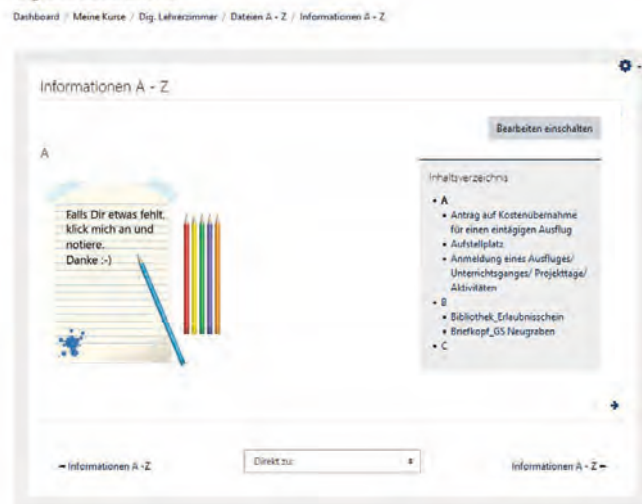 Dashboard / Meine Kurse / Dig. Lehrerzimmer / Dateien A - Z / Informationen A - Z
Informationen A - Z
Bearbeiten einschalten
A
Falls Dir etwas fehlt,
klick mich an und
notiere.
Danke :-)
Inhaltsverzeichnis
• A
• Antrag auf Kostenübernahme
für einen eintägigen Ausflug
• Aufstellplatz
• Anmeldung eines Ausfluges/
Unterrichtsganges/ Projekttage/
Aktivitäten
• B
• Bibliothek_Erlaubnisschein
• Briefkopf_GS Neugraben
• C
Informationen A -Z
Direkt zu:
Informationen A - Z